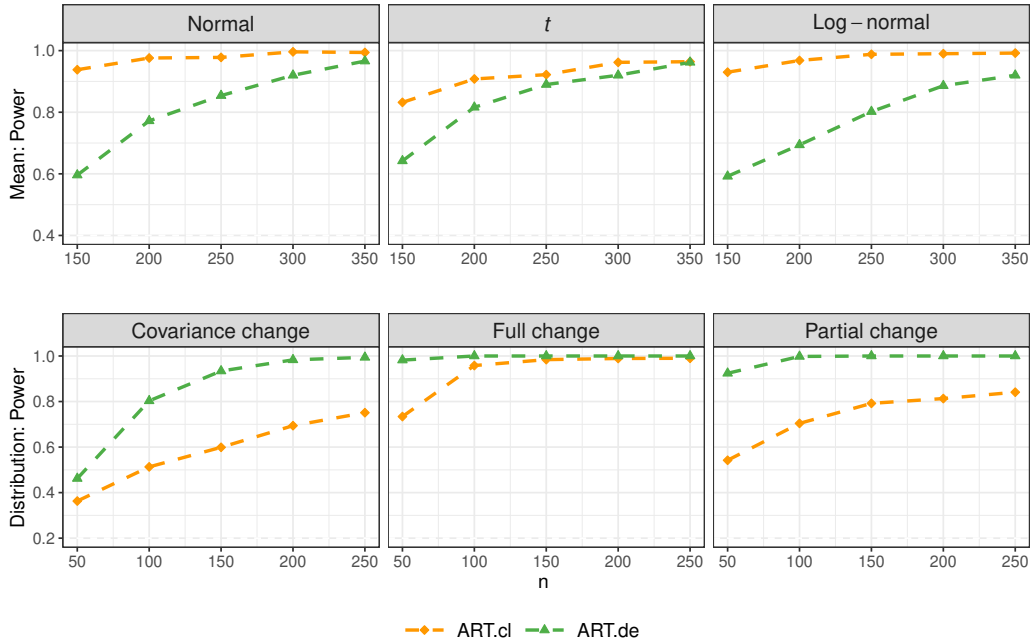 Normal
t
Log − normal
Mean: Power
1.0
0.8
0.6
0.4
150 200 250 300 350
150 200 250 300 350
150 200 250 300 350
Covariance change
Full change
Partial change
Distribution: Power
1.0
0.8
0.6
0.4
0.2
50 100 150 200 250
50 100 150 200 250
50 100 150 200 250
n
ART.cl ART.de